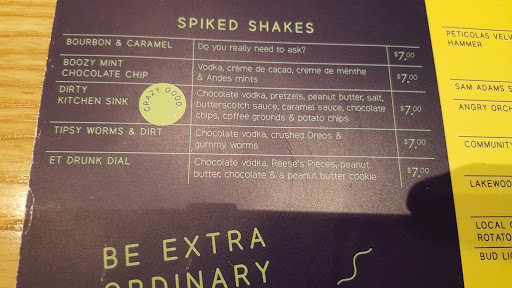 SPIKED SHAKES
BOURBON & CARAMEL
Do you really need to ask?
$7.00
BOOZY MINT
CHOCOLATE CHIP
Vodka, crème de cacao, creme de menthe
& Andes mints
$7.00
DIRTY
KITCHEN SINK
CRAZY GOOD
Chocolate vodka, pretzels, peanut butter, salt,
butterscotch sauce, caramel sauce, chocolate
chips, coffee grounds & potato chips
$7.00
TIPSY WORMS & DIRT
Chocolate vodka, crushed Oreos &
gummy worms
$7.00
ET DRUNK DIAL
Chocolate vodka, Reese's Pieces, peanut
butter, chocolate & a peanut butter cookie
$7.00
BE EXTRA
ORDINARY
PETICOLAS VELV
HAMMER
SAM ADAMS S
ANGRY ORCH
COMMUNITY
LAKEWOO
LOCAL
ROTATO
BUD LIG